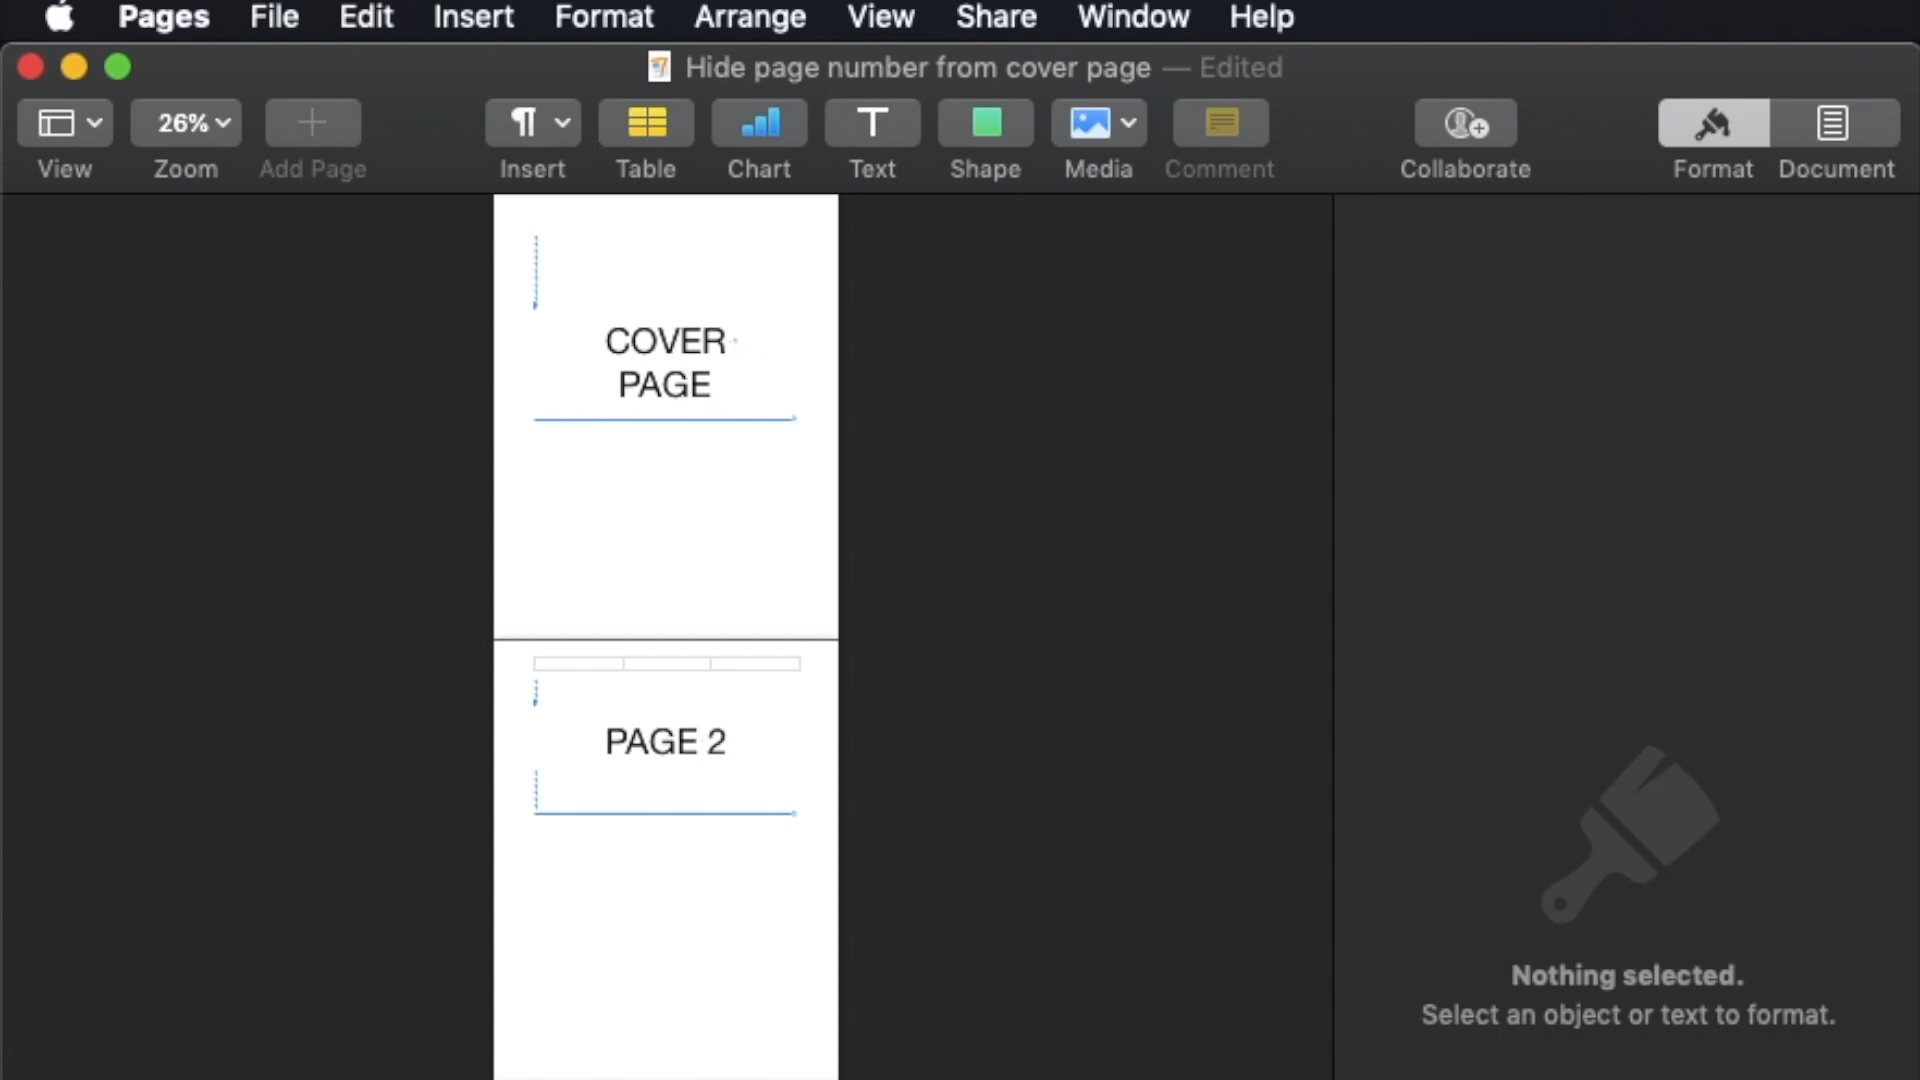 Pages File Edit Insert Format Arrange View Share Window Help
Hide page number from cover page — Edited
26%
View Zoom Add Page Insert Table Chart Text Shape Media Comment Collaborate Format Document
COVER
PAGE
PAGE 2
Nothing selected.
Select an object or text to format.